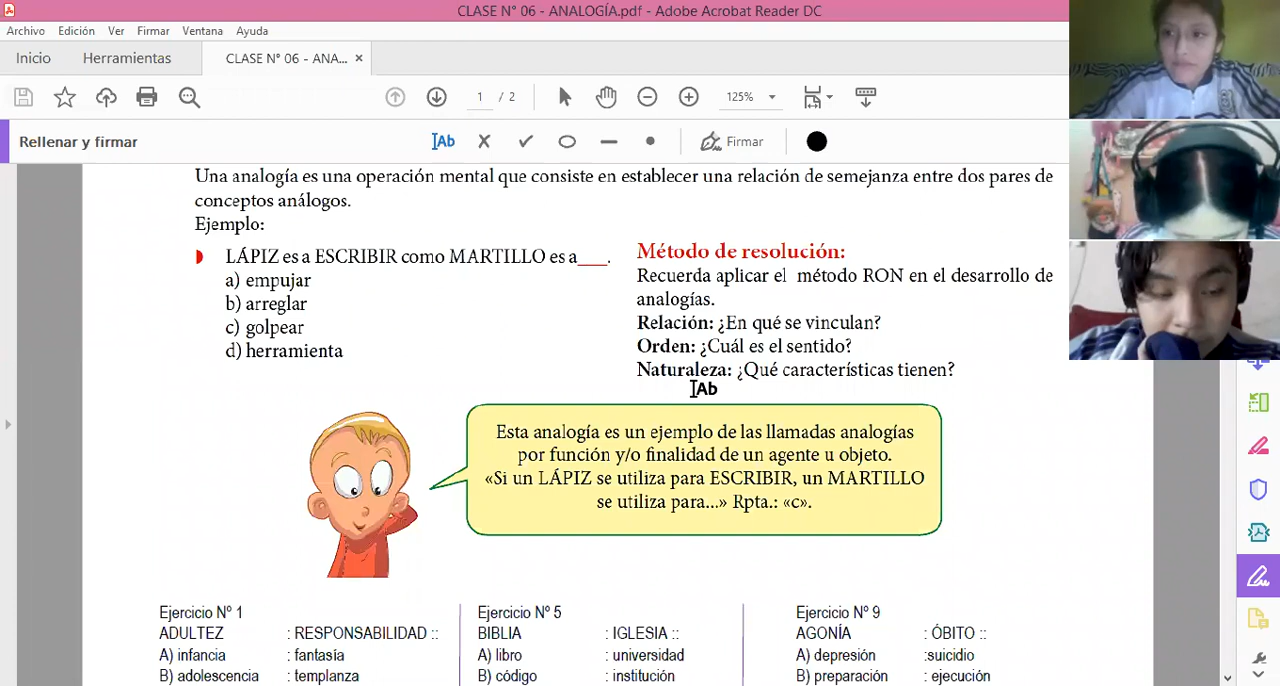 CLASE N° 06 - ANALOGÍA.pdf - Adobe Acrobat Reader DC
Archivo Edición Ver Firmar Ventana Ayuda
Inicio Herramientas CLASE N° 06 - ANA... ×
1 / 2 125%
Rellenar y firmar Ab Firmar
Una analogía es una operación mental que consiste en establecer una relación de semejanza entre dos pares de
conceptos análogos.
Ejemplo:
LÁPIZ es a ESCRIBIR como MARTILLO es a___.
a) empujar
b) arreglar
c) golpear
d) herramienta
Método de resolución:
Recuerda aplicar el método RON en el desarrollo de
analogías.
Relación: ¿En qué se vinculan?
Orden: ¿Cuál es el sentido?
Naturaleza: ¿Qué características tienen?
Ab
Esta analogía es un ejemplo de las llamadas analogías
por función y/o finalidad de un agente u objeto.
«Si un LÁPIZ se utiliza para ESCRIBIR, un MARTILLO
se utiliza para...» Rpta.: «c».
Ejercicio Nº 1
ADULTEZ : RESPONSABILIDAD ::
A) infancia : fantasía
B) adolescencia : templanza
Ejercicio Nº 5
BIBLIA : IGLESIA ::
A) libro : universidad
B) código : institución
Ejercicio Nº 9
AGONÍA : ÓBITO ::
A) depresión :suicidio
B) preparación : ejecución